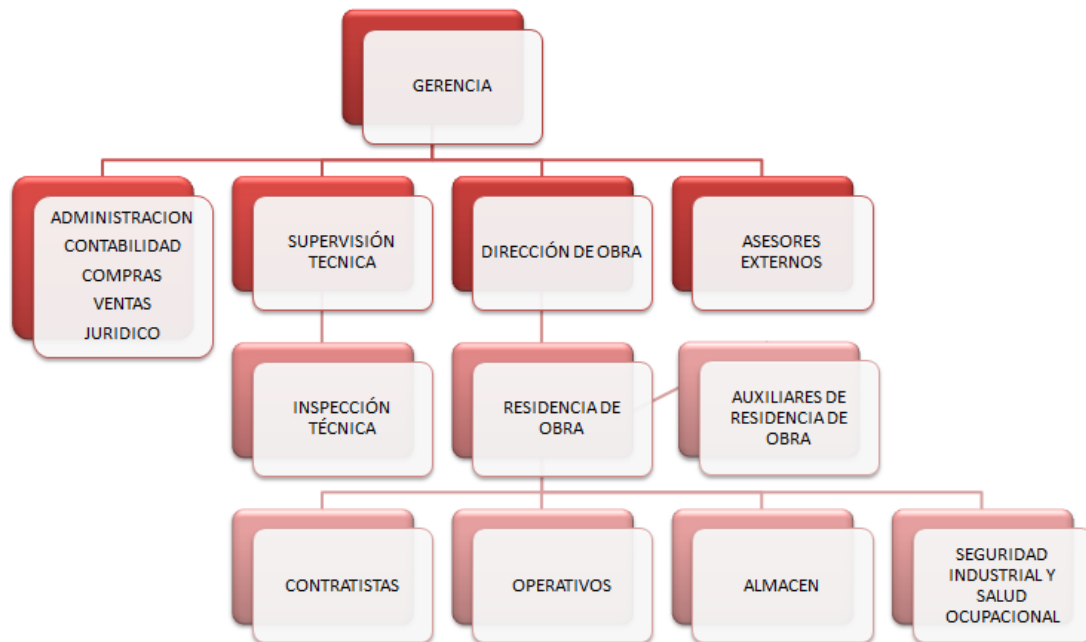 GERENCIA
ADMINISTRACION
CONTABILIDAD
COMPRAS
VENTAS
JURIDICO
SUPERVISIÓN
TECNICA
DIRECCIÓN DE OBRA
ASESORES
EXTERNOS
INSPECCIÓN
TÉCNICA
RESIDENCIA DE
OBRA
AUXILIARES DE
RESIDENCIA DE
OBRA
CONTRATISTAS
OPERATIVOS
ALMACEN
SEGURIDAD
INDUSTRIAL Y
SALUD
OCUPACIONAL